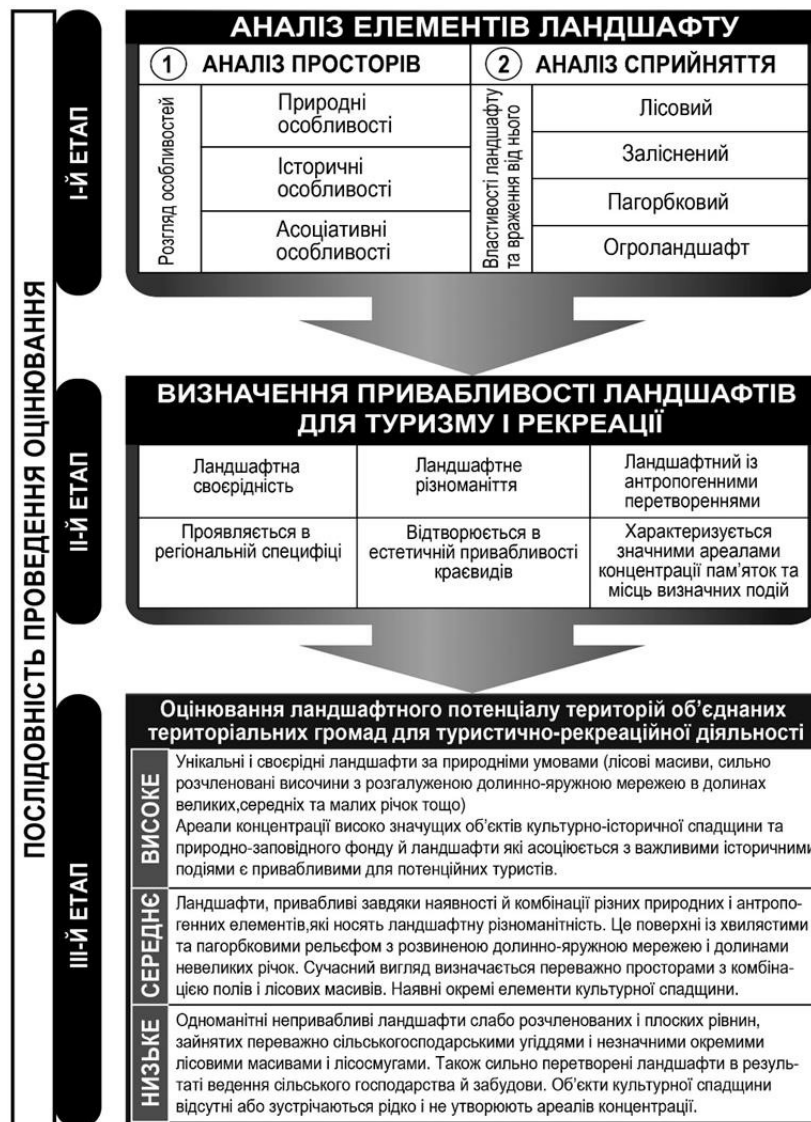 ПОСЛІДОВНІСТЬ ПРОВЕДЕННЯ ОЦІНЮВАННЯ
І-Й ЕТАП
АНАЛІЗ ЕЛЕМЕНТІВ ЛАНДШАФТУ
1 АНАЛІЗ ПРОСТОРІВ
Розгляд особливостей
Природні
особливості
Історичні
особливості
Асоціативні
особливості
2 АНАЛІЗ СПРИЙНЯТТЯ
Властивості ландшафту
та враження від нього
Лісовий
Заліснений
Пагорбковий
Огроландшафт
ІІ-Й ЕТАП
ВИЗНАЧЕННЯ ПРИВАБЛИВОСТІ ЛАНДШАФТІВ
ДЛЯ ТУРИЗМУ І РЕКРЕАЦІЇ
Ландшафтна
своєрідність
Ландшафтне
різноманіття
Ландшафтний із
антропогенними
перетвореннями
Проявляється в
регіональній специфіці
Відтворюється в
естетичній привабливості
краєвидів
Характеризується
значними ареалами
концентрації пам’яток та
місць визначних подій
ІІІ-Й ЕТАП
Оцінювання ландшафтного потенціалу територій об’єднаних
територіальних громад для туристично-рекреаційної діяльності
ВИСОКЕ
Унікальні і своєрідні ландшафти за природніми умовами (лісові масиви, сильно
розчленовані височини з розгалуженою долинно-яружною мережею в долинах
великих,середніх та малих річок тощо)
Ареали концентрації високо значущих об’єктів культурно-історичної спадщини та
природно-заповідного фонду й ландшафти які асоціюється з важливими історичними
подіями є привабливими для потенційних туристів.
СЕРЕДНЄ
Ландшафти, привабливі завдяки наявності й комбінації різних природних і антропо-
генних елементів,які носять ландшафтну різноманітність. Це поверхні із хвилястими
та пагорбковими рельєфом з розвиненою долинно-яружною мережею і долинами
невеликих річок. Сучасний вигляд визначається переважно просторами з комбіна-
цією полів і лісових масивів. Наявні окремі елементи культурної спадщини.
НИЗЬКЕ
Одноманітні непривабливі ландшафти слабо розчленованих і плоских рівнин,
зайнятих переважно сільськогосподарськими угіддями і незначними окремими
лісовими масивами і лісосмугами. Також сильно перетворені ландшафти в резуль-
таті ведення сільського господарства й забудови. Об’єкти культурної спадщини
відсутні або зустрічаються рідко і не утворюють ареалів концентрації.